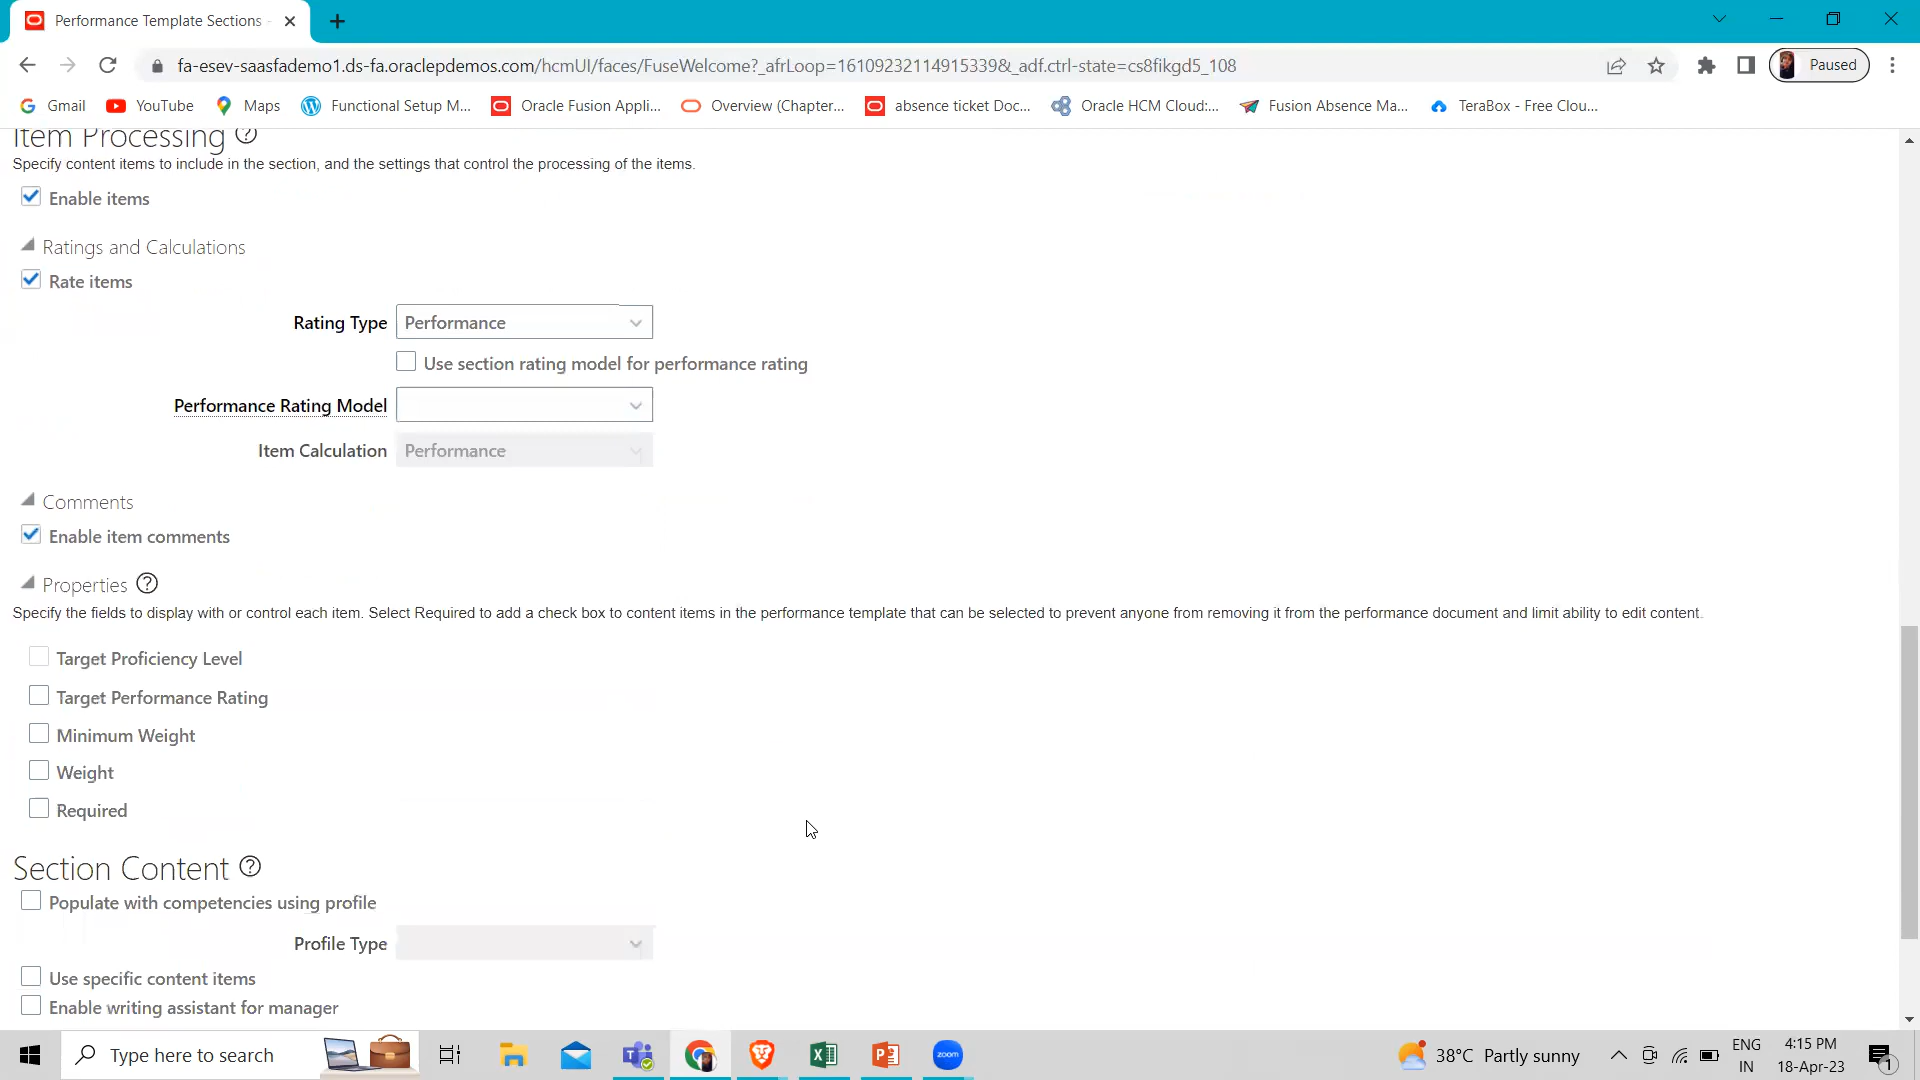 Performance Template Sections -
fa-esev-saasfademo1.ds-fa.oraclepdemos.com/hcmUI/faces/FuseWelcome?_afrLoop=16109232114915339&_adf.ctrl-state=cs8fikgd5_108
Paused
Gmail YouTube Maps Functional Setup M... Oracle Fusion Appli... Overview (Chapter... absence ticket Doc... Oracle HCM Cloud:... Fusion Absence Ma... TeraBox - Free Clou...
Item Processing
Specify content items to include in the section, and the settings that control the processing of the items.
Enable items
Ratings and Calculations
Rate items
Rating Type Performance
Use section rating model for performance rating
Performance Rating Model
Item Calculation Performance
Comments
Enable item comments
Properties
Specify the fields to display with or control each item. Select Required to add a check box to content items in the performance template that can be selected to prevent anyone from removing it from the performance document and limit ability to edit content.
Target Proficiency Level
Target Performance Rating
Minimum Weight
Weight
Required
Section Content
Populate with competencies using profile
Profile Type
Use specific content items
Enable writing assistant for manager
Type here to search
zoom
38°C Partly sunny
ENG
IN
4:15 PM
18-Apr-23
1